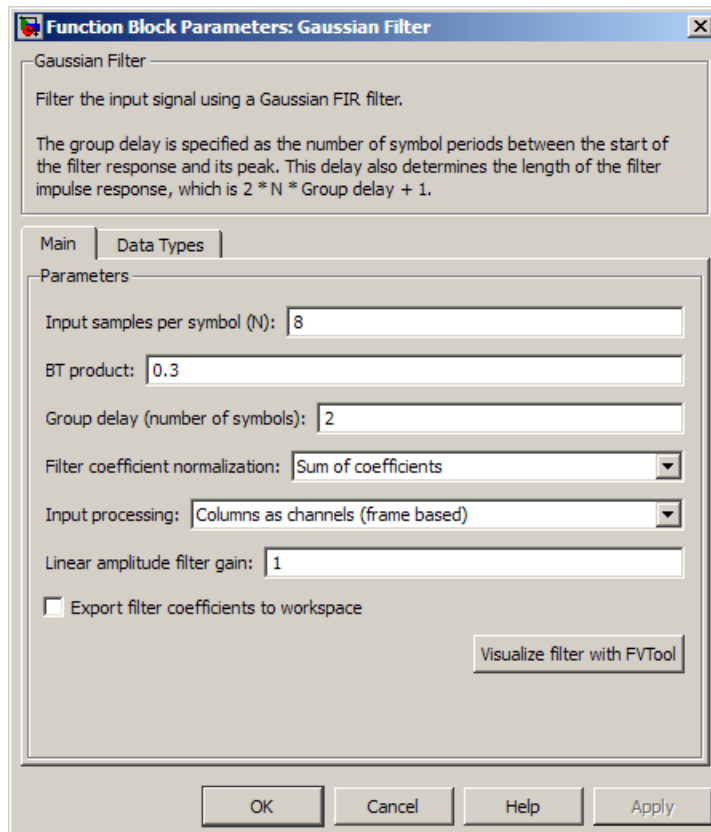 Function Block Parameters: Gaussian Filter
Gaussian Filter
Filter the input signal using a Gaussian FIR filter.
The group delay is specified as the number of symbol periods between the start of
the filter response and its peak. This delay also determines the length of the filter
impulse response, which is 2 * N * Group delay + 1.
Main Data Types
Parameters
Input samples per symbol (N): 8
BT product: 0.3
Group delay (number of symbols): 2
Filter coefficient normalization: Sum of coefficients
Input processing: Columns as channels (frame based)
Linear amplitude filter gain: 1
Export filter coefficients to workspace
Visualize filter with FVTool
OK Cancel Help Apply